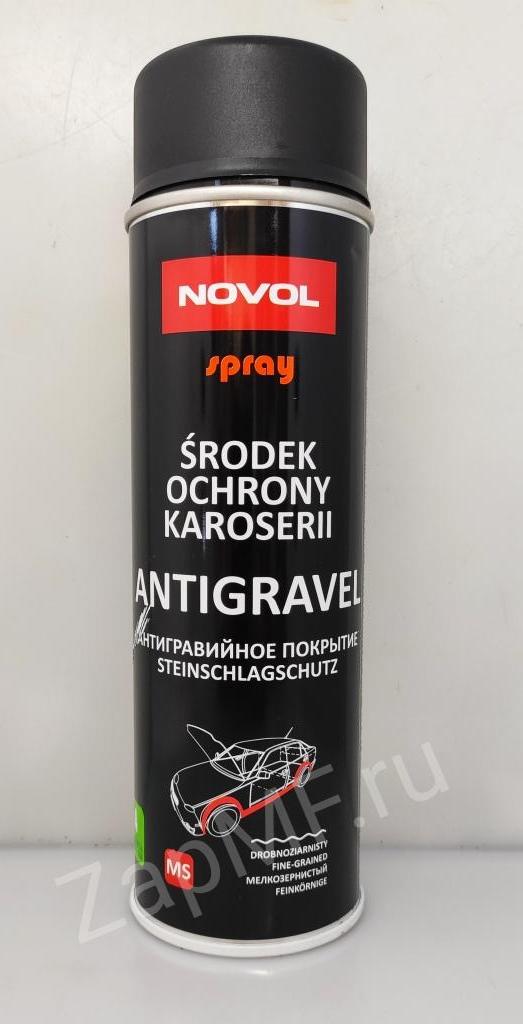 NOVOL
spray
ŚRODEK
OCHRONY
KAROSERII
ANTIGRAVEL
АНТИГРАВИЙНОЕ ПОКРЫТИЕ
STEINSCHLAGSCHUTZ
MS
DROBNOZIARNISTY
FINE-GRAINED
МЕЛКОЗЕРНИСТЫЙ
FEINKÖRNIGE
ZapMF.ru